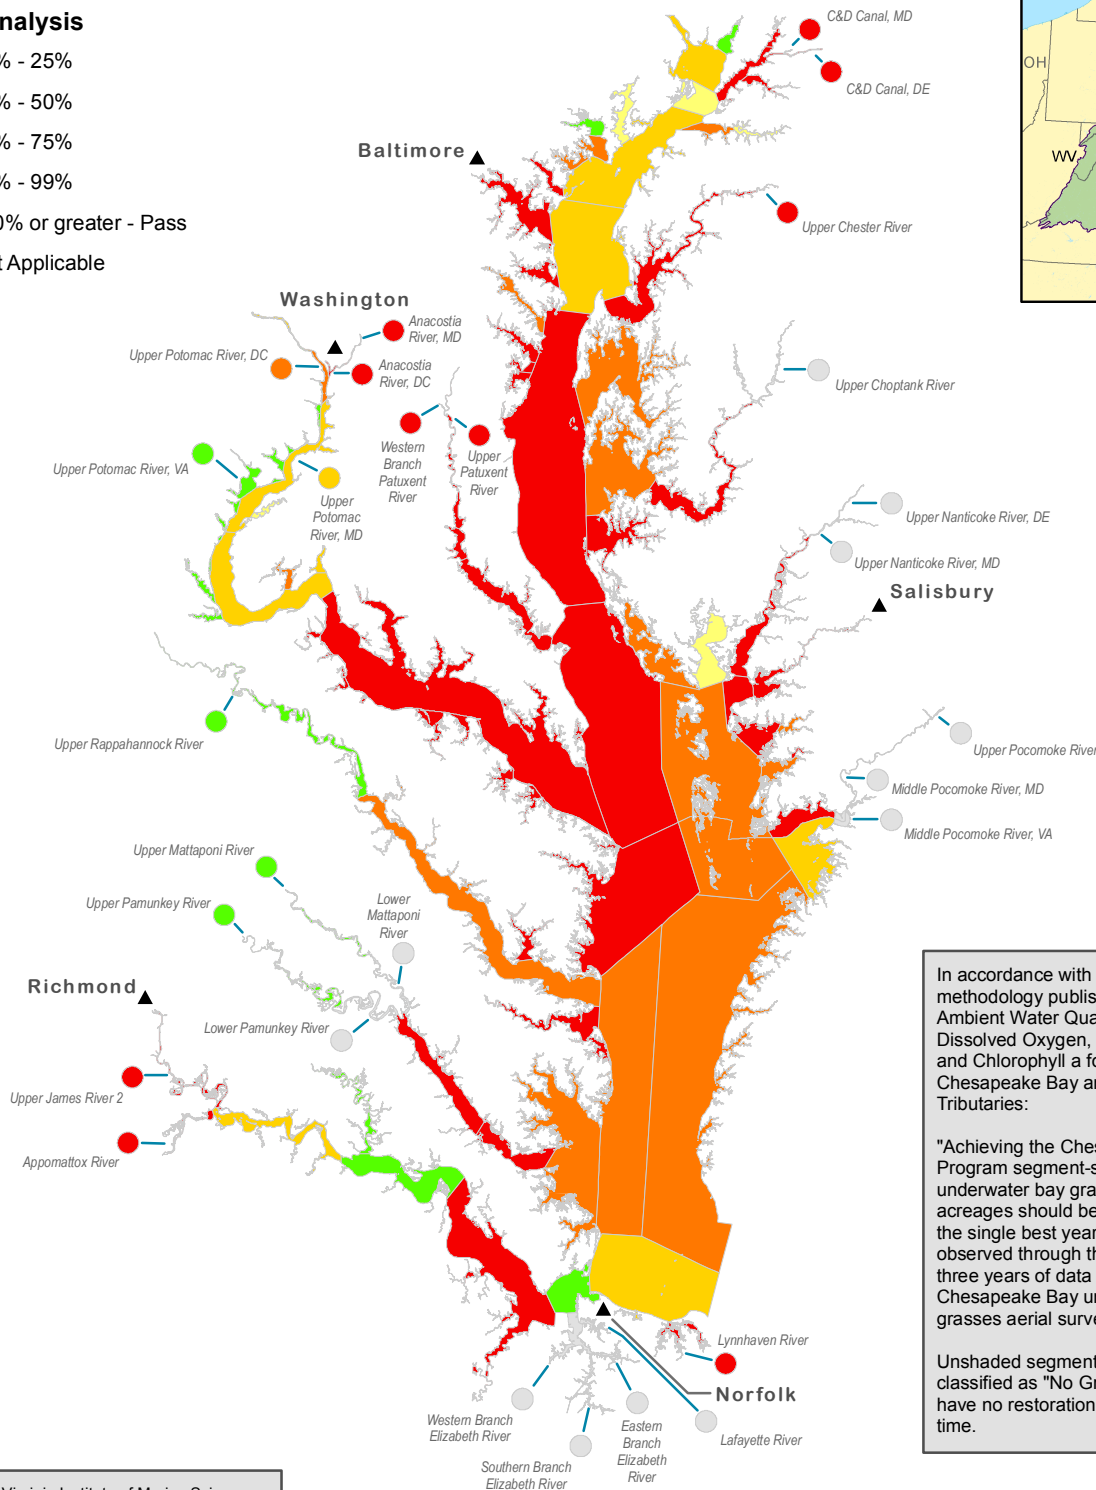 nalysis
% - 25%
% - 50%
% - 75%
% - 99%
0% or greater - Pass
t Applicable
OH
WV
C&D Canal, MD
C&D Canal, DE
Baltimore
Upper Chester River
Washington
Anacostia
River, MD
Upper Potomac River, DC
Anacostia
River, DC
Upper Choptank River
Western
Branch
Patuxent
River
Upper
Patuxent
River
Upper Potomac River, VA
Upper
Potomac
River, MD
Upper Nanticoke River, DE
Upper Nanticoke River, MD
Salisbury
Upper Rappahannock River
Upper Pocomoke River
Middle Pocomoke River, MD
Middle Pocomoke River, VA
Upper Mattaponi River
Upper Pamunkey River
Lower
Mattaponi
River
Richmond
Lower Pamunkey River
Upper James River 2
Appomattox River
In accordance with
methodology publis
Ambient Water Qua
Dissolved Oxygen,
and Chlorophyll a fo
Chesapeake Bay an
Tributaries:
"Achieving the Ches
Program segment-s
underwater bay gra
acreages should be
the single best year
observed through th
three years of data
Chesapeake Bay un
grasses aerial surve
Unshaded segment
classified as "No Gr
have no restoration
time.
Lynnhaven River
Norfolk
Lafayette River
Western Branch
Elizabeth River
Eastern
Branch
Elizabeth
River
Southern Branch
Elizabeth River